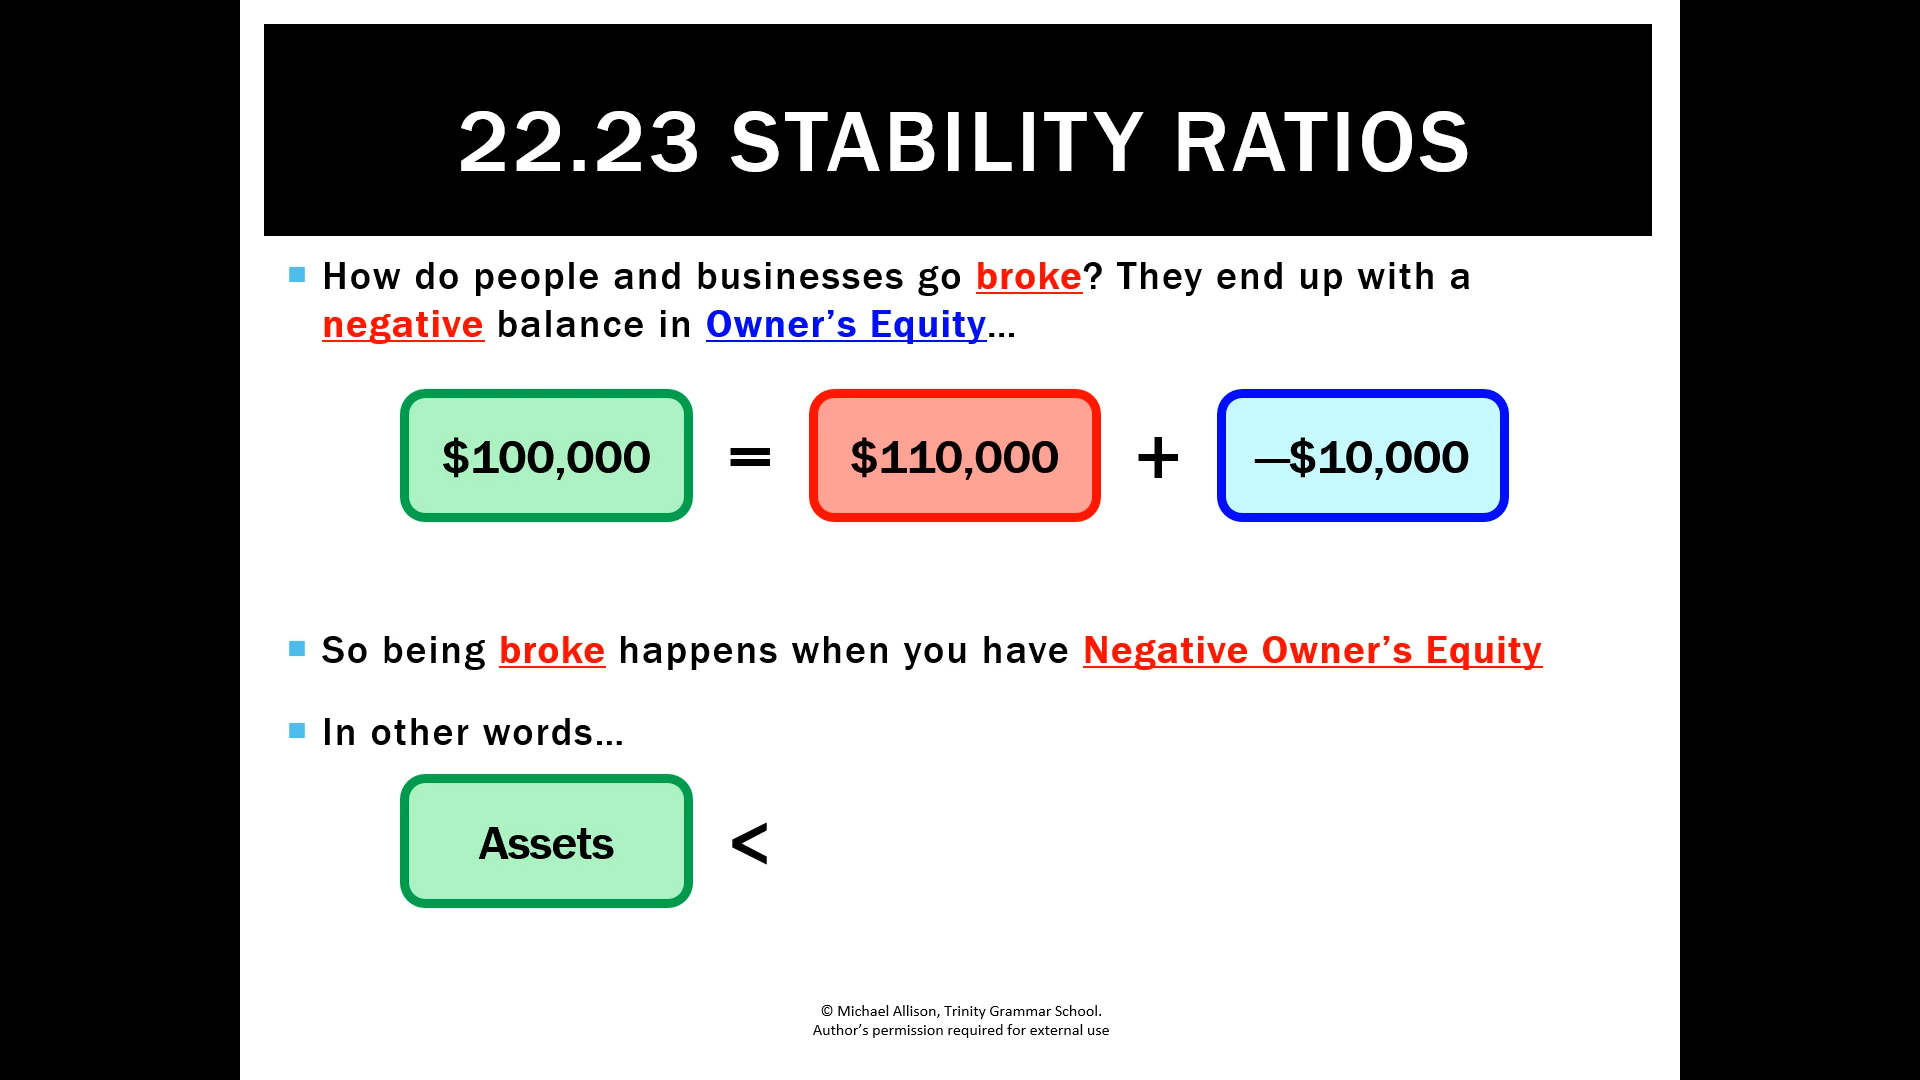 22.23 STABILITY RATIOS
How do people and businesses go broke? They end up with a
negative balance in Owner’s Equity…
$100,000 = $110,000 + —$10,000
So being broke happens when you have Negative Owner’s Equity
In other words…
Assets <
© Michael Allison, Trinity Grammar School.
Author’s permission required for external use